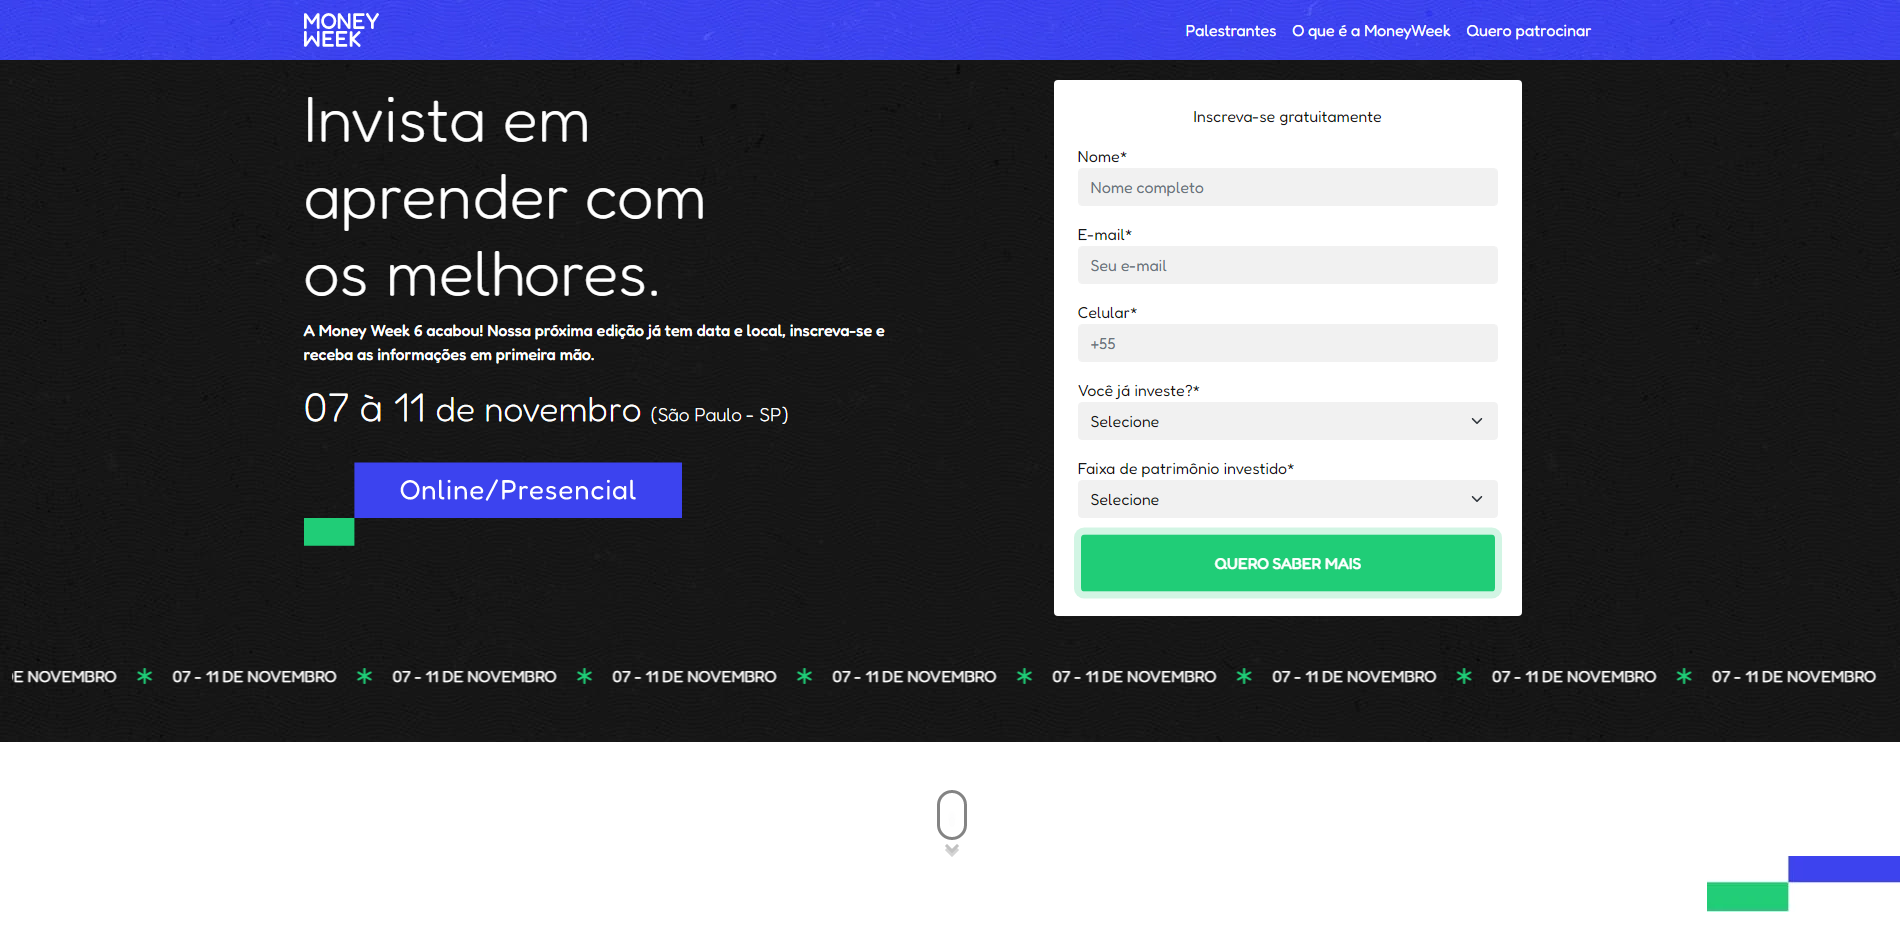 MONEY
WEEK
Palestrantes O que é a MoneyWeek Quero patrocinar
Invista em
aprender com
os melhores.
A Money Week 6 acabou! Nossa próxima edição já tem data e local, inscreva-se e
receba as informações em primeira mão.
07 à 11 de novembro (São Paulo - SP)
Online/Presencial
Inscreva-se gratuitamente
Nome*
Nome completo
E-mail*
Seu e-mail
Celular*
+55
Você já investe?*
Selecione
Faixa de patrimônio investido*
Selecione
QUERO SABER MAIS
DE NOVEMBRO * 07 - 11 DE NOVEMBRO * 07 - 11 DE NOVEMBRO * 07 - 11 DE NOVEMBRO * 07 - 11 DE NOVEMBRO * 07 - 11 DE NOVEMBRO * 07 - 11 DE NOVEMBRO * 07 - 11 DE NOVEMBRO * 07 - 11 DE NOVEMBRO